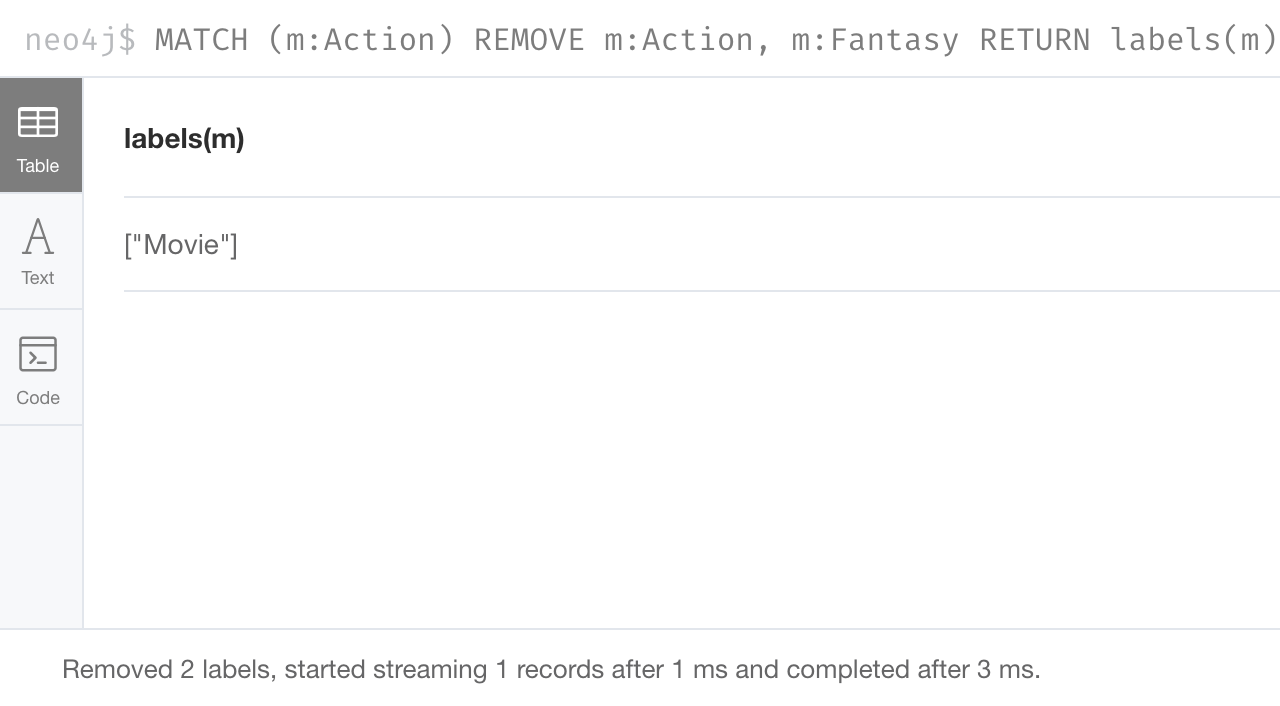 neo4j$ MATCH (m:Action) REMOVE m:Action, m:Fantasy RETURN labels(m)
Table
labels(m)
["Movie"]
Text
Code
Removed 2 labels, started streaming 1 records after 1 ms and completed after 3 ms.